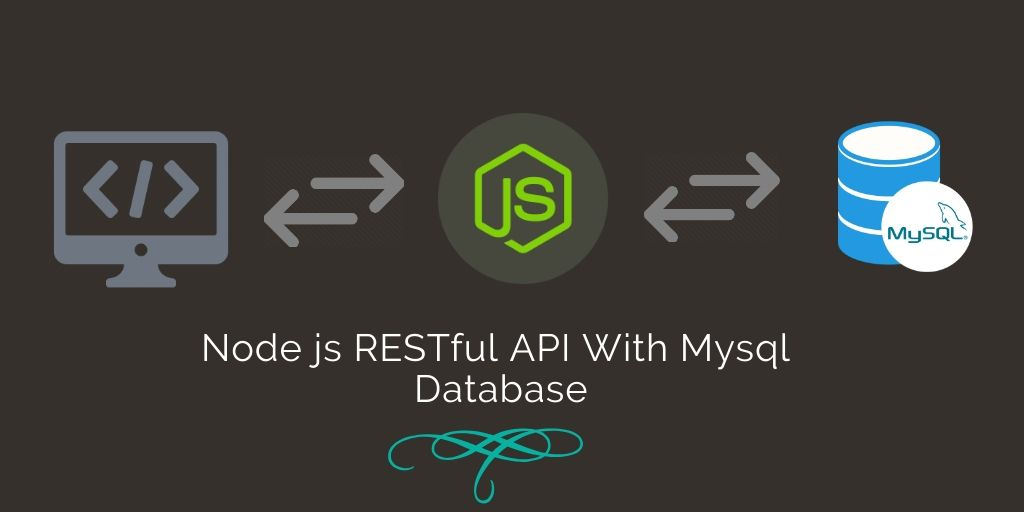 </>
JS
MySQL®
Node js RESTful API With Mysql
Database